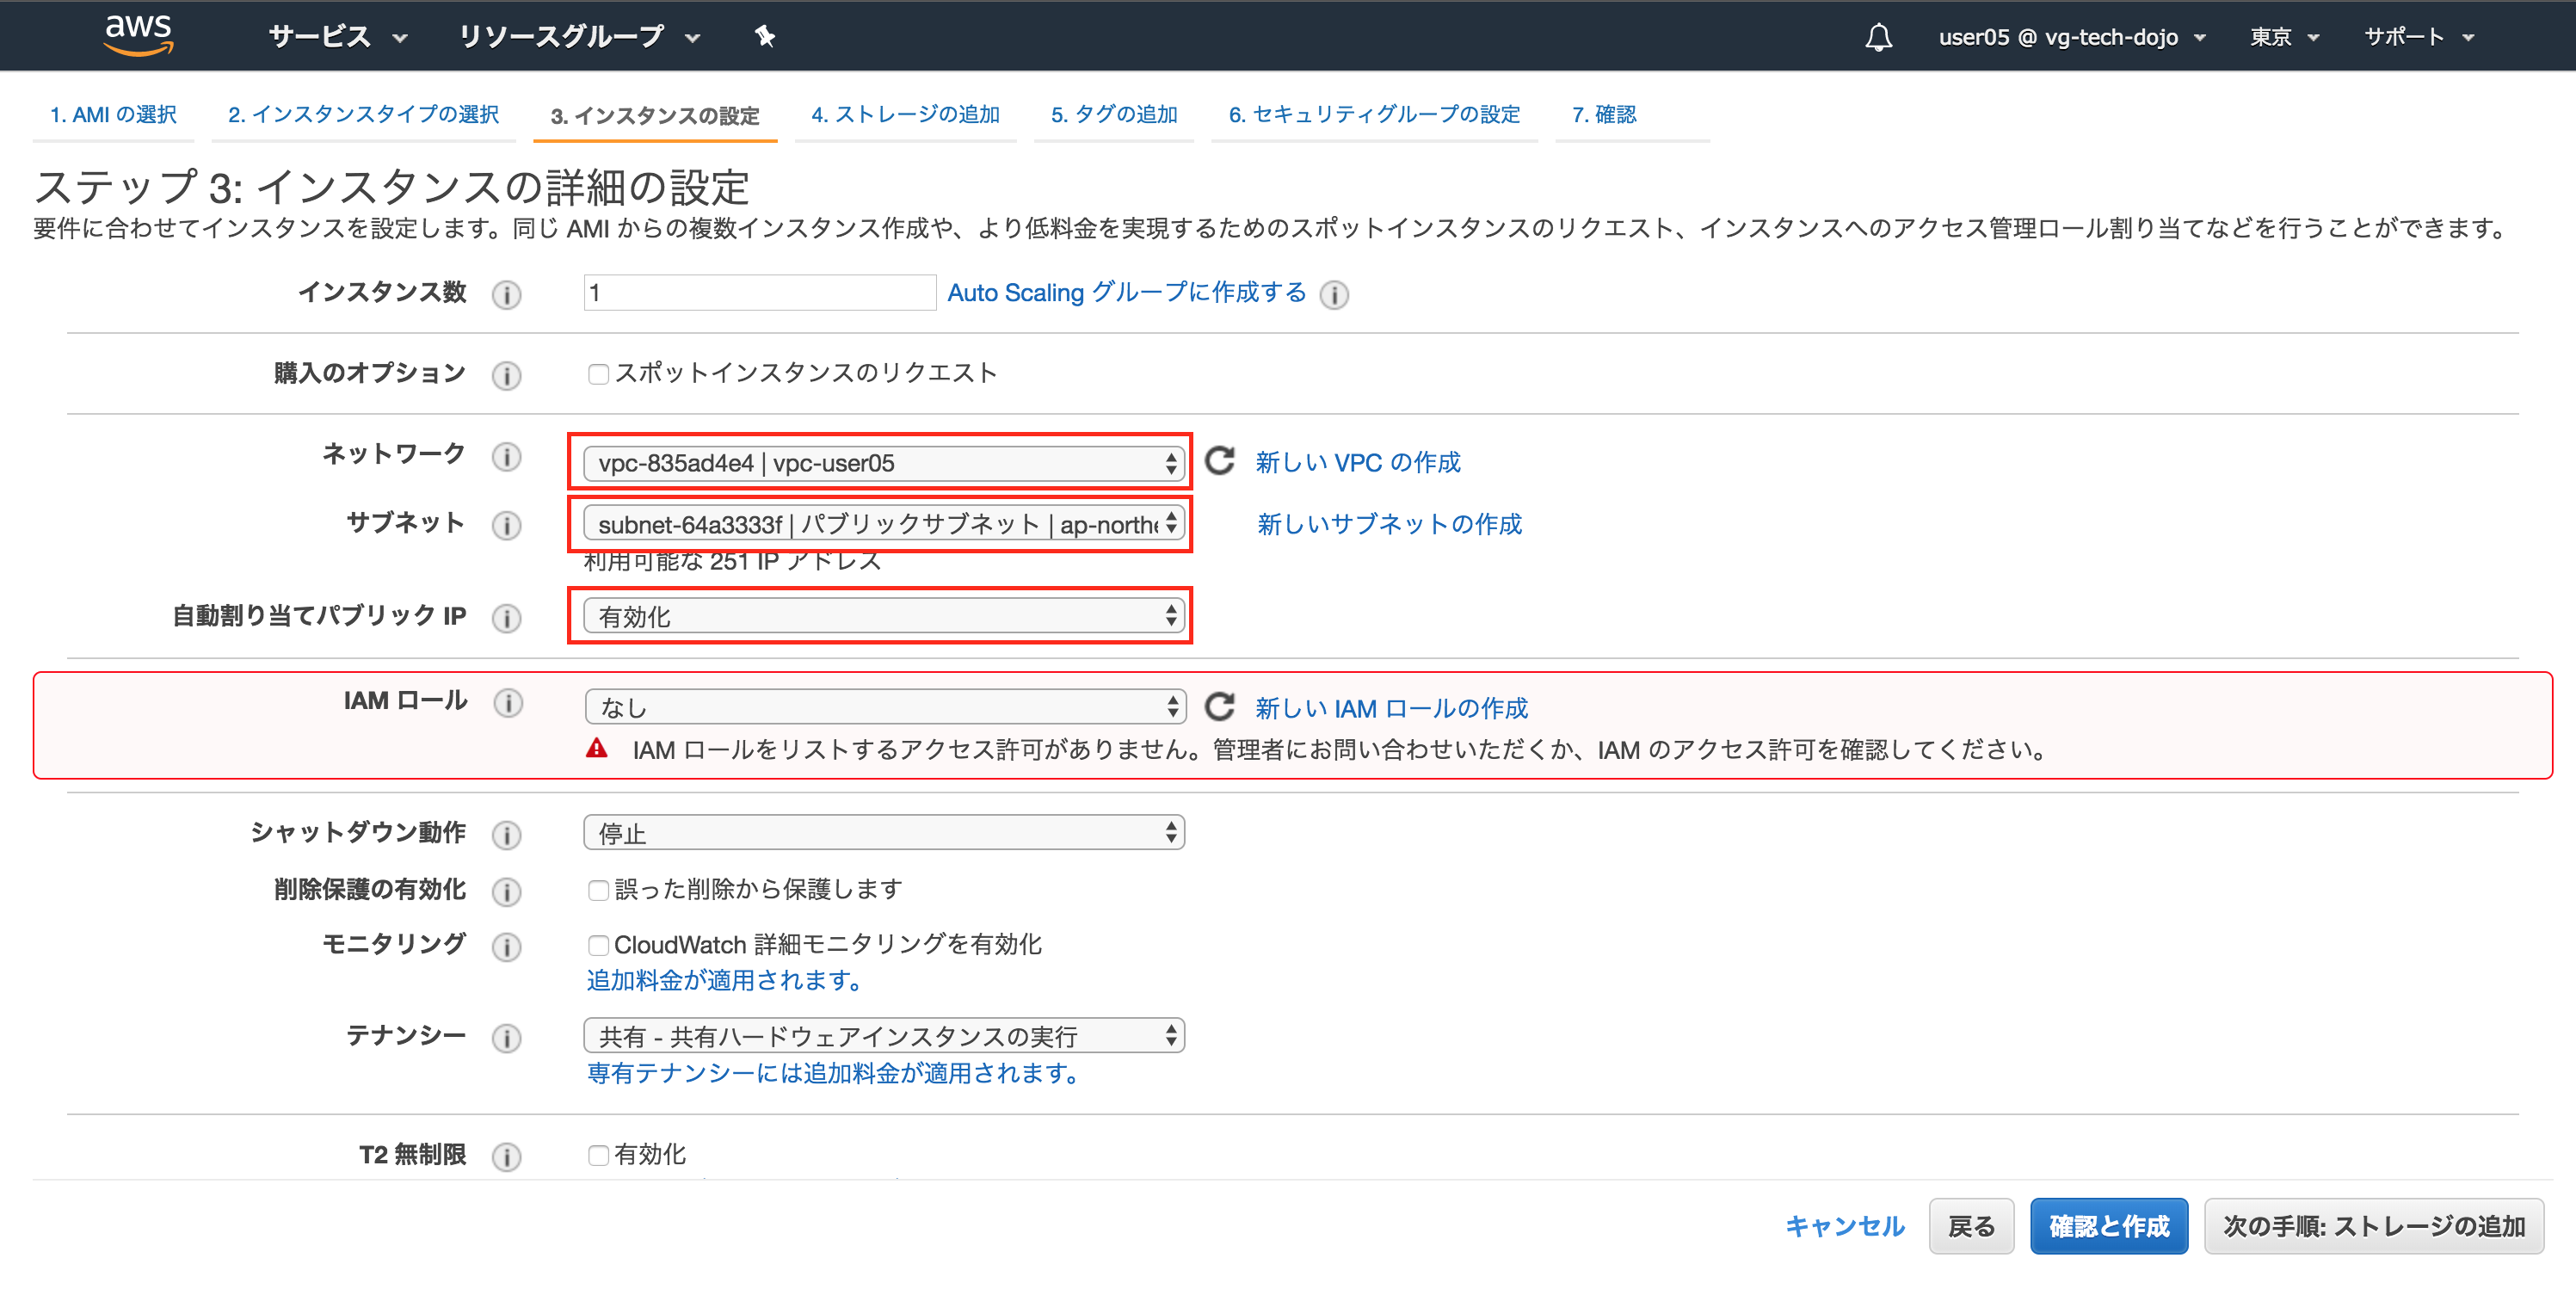 aws サービス リソースグループ user05 @ vg-tech-dojo 東京 サポート
1. AMI の選択 2. インスタンスタイプの選択 3. インスタンスの設定 4. ストレージの追加 5. タグの追加 6. セキュリティグループの設定 7. 確認
ステップ 3: インスタンスの詳細の設定
要件に合わせてインスタンスを設定します。同じ AMI からの複数インスタンス作成や、より低料金を実現するためのスポットインスタンスのリクエスト、インスタンスへのアクセス管理ロール割り当てなどを行うことができます。
インスタンス数 1 Auto Scaling グループに作成する
購入のオプション スポットインスタンスのリクエスト
ネットワーク vpc-835ad4e4 | vpc-user05 新しい VPC の作成
サブネット subnet-64a3333f | パブリックサブネット | ap-northe 新しいサブネットの作成
利用可能な 251 IP アドレス
自動割り当てパブリック IP 有効化
IAM ロール なし 新しい IAM ロールの作成
IAM ロールをリストするアクセス許可がありません。管理者にお問い合わせいただくか、IAM のアクセス許可を確認してください。
シャットダウン動作 停止
削除保護の有効化 誤った削除から保護します
モニタリング CloudWatch 詳細モニタリングを有効化
追加料金が適用されます。
テナンシー 共有 - 共有ハードウェアインスタンスの実行
専有テナンシーには追加料金が適用されます。
T2 無制限 有効化
キャンセル 戻る 確認と作成 次の手順: ストレージの追加